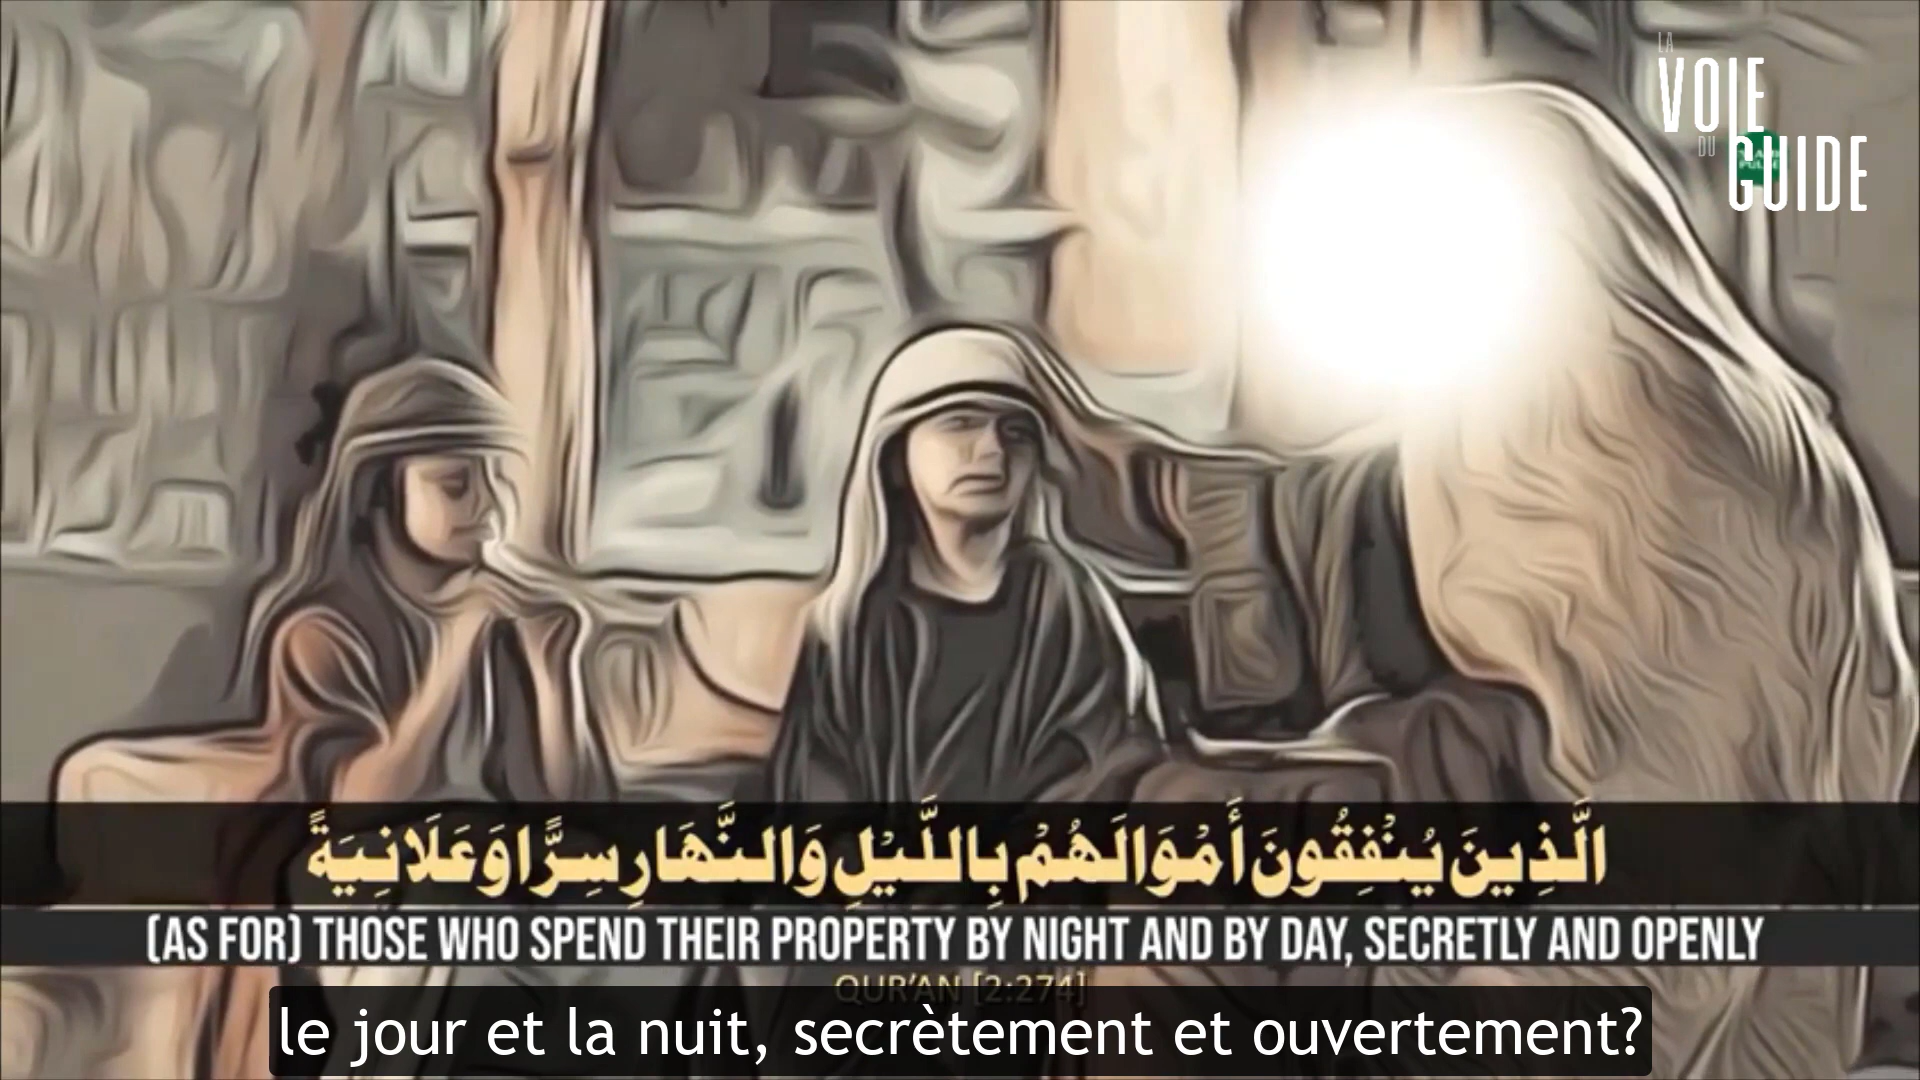 LA
VOIE
DU
GUIDE
الَّذِينَ يُنْفِقُونَ أَمْوَالَهُمْ بِاللَّيْلِ وَالنَّهَارِ سِرًّا وَعَلَانِيَةً
(AS FOR) THOSE WHO SPEND THEIR PROPERTY BY NIGHT AND BY DAY, SECRETLY AND OPENLY
QUR'AN [2:274]
le jour et la nuit, secrètement et ouvertement?